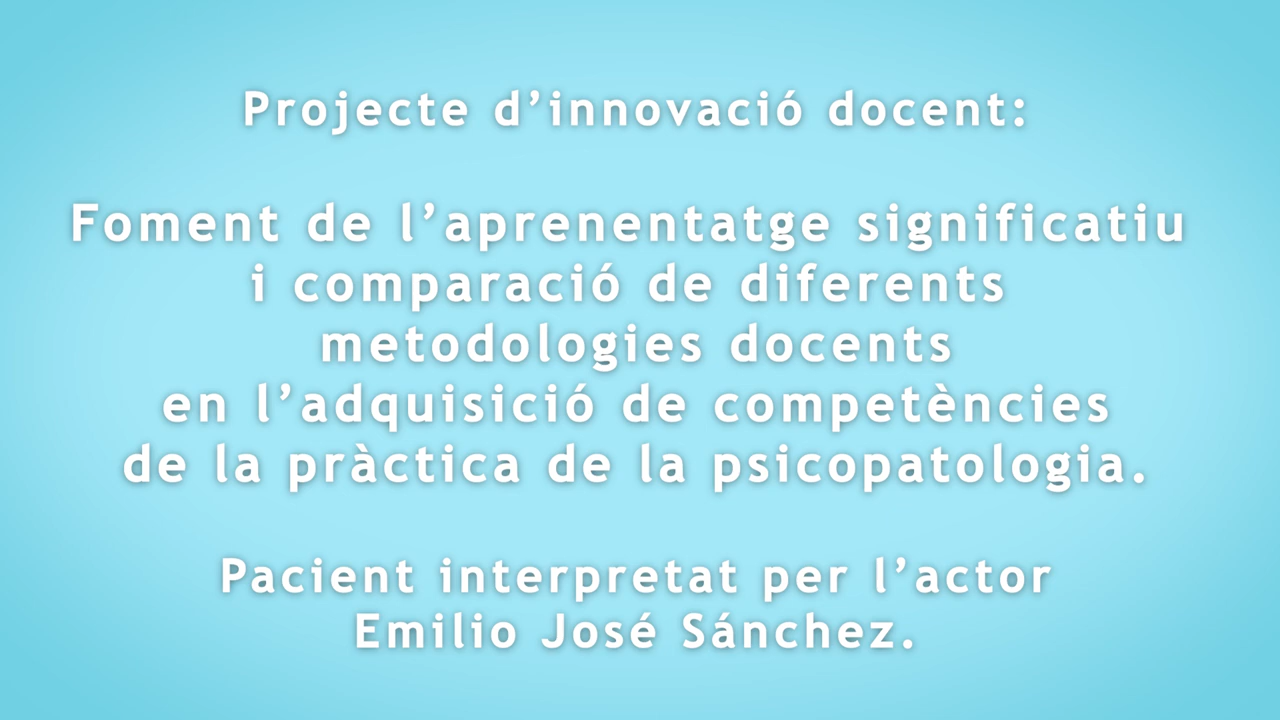 Projecte d’innovació docent:
Foment de l’aprenentatge significatiu
i comparació de diferents
metodologies docents
en l’adquisició de competències
de la pràctica de la psicopatologia.
Pacient interpretat per l’actor
Emilio José Sánchez.